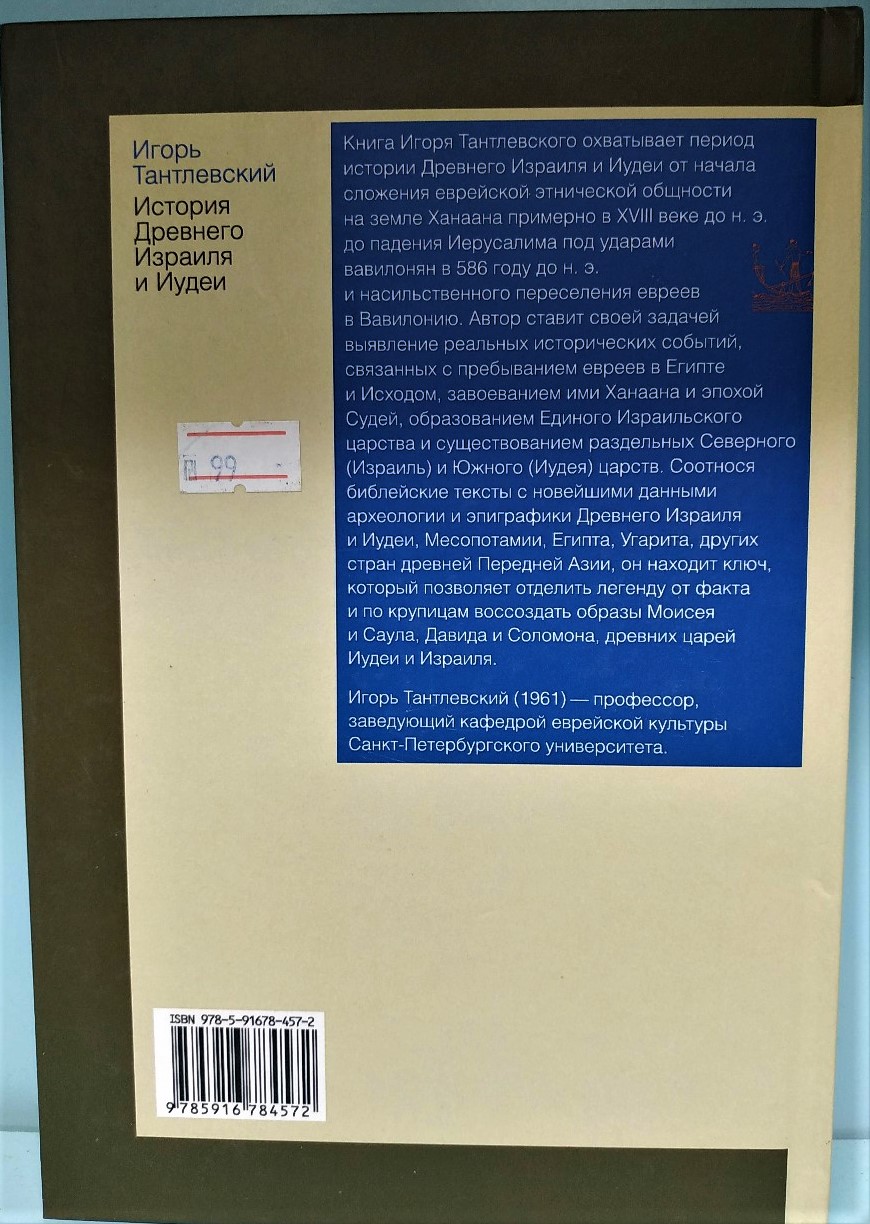 Игорь
Тантлевский
История
Древнего
Израиля
и Иудеи
Книга Игоря Тантлевского охватывает период
истории Древнего Израиля и Иудеи от начала
сложения еврейской этнической общности
на земле Ханаана примерно в XVIII веке до н. э.
до падения Иерусалима под ударами
вавилонян в 586 году до н. э.
и насильственного переселения евреев
в Вавилонию. Автор ставит своей задачей
выявление реальных исторических событий,
связанных с пребыванием евреев в Египте
и Исходом, завоеванием ими Ханаана и эпохой
Судей, образованием Единого Израильского
царства и существованием раздельных Северного
(Израиль) и Южного (Иудея) царств. Соотнося
библейские тексты с новейшими данными
археологии и эпиграфики Древнего Израиля
и Иудеи, Месопотамии, Египта, Угарита, других
стран древней Передней Азии, он находит ключ,
который позволяет отделить легенду от факта
и по крупицам воссоздать образы Моисея
и Саула, Давида и Соломона, древних царей
Иудеи и Израиля.
Игорь Тантлевский (1961) — профессор,
заведующий кафедрой еврейской культуры
Санкт-Петербургского университета.
99
ISBN 978-5-91678-457-2
9 785916 784572